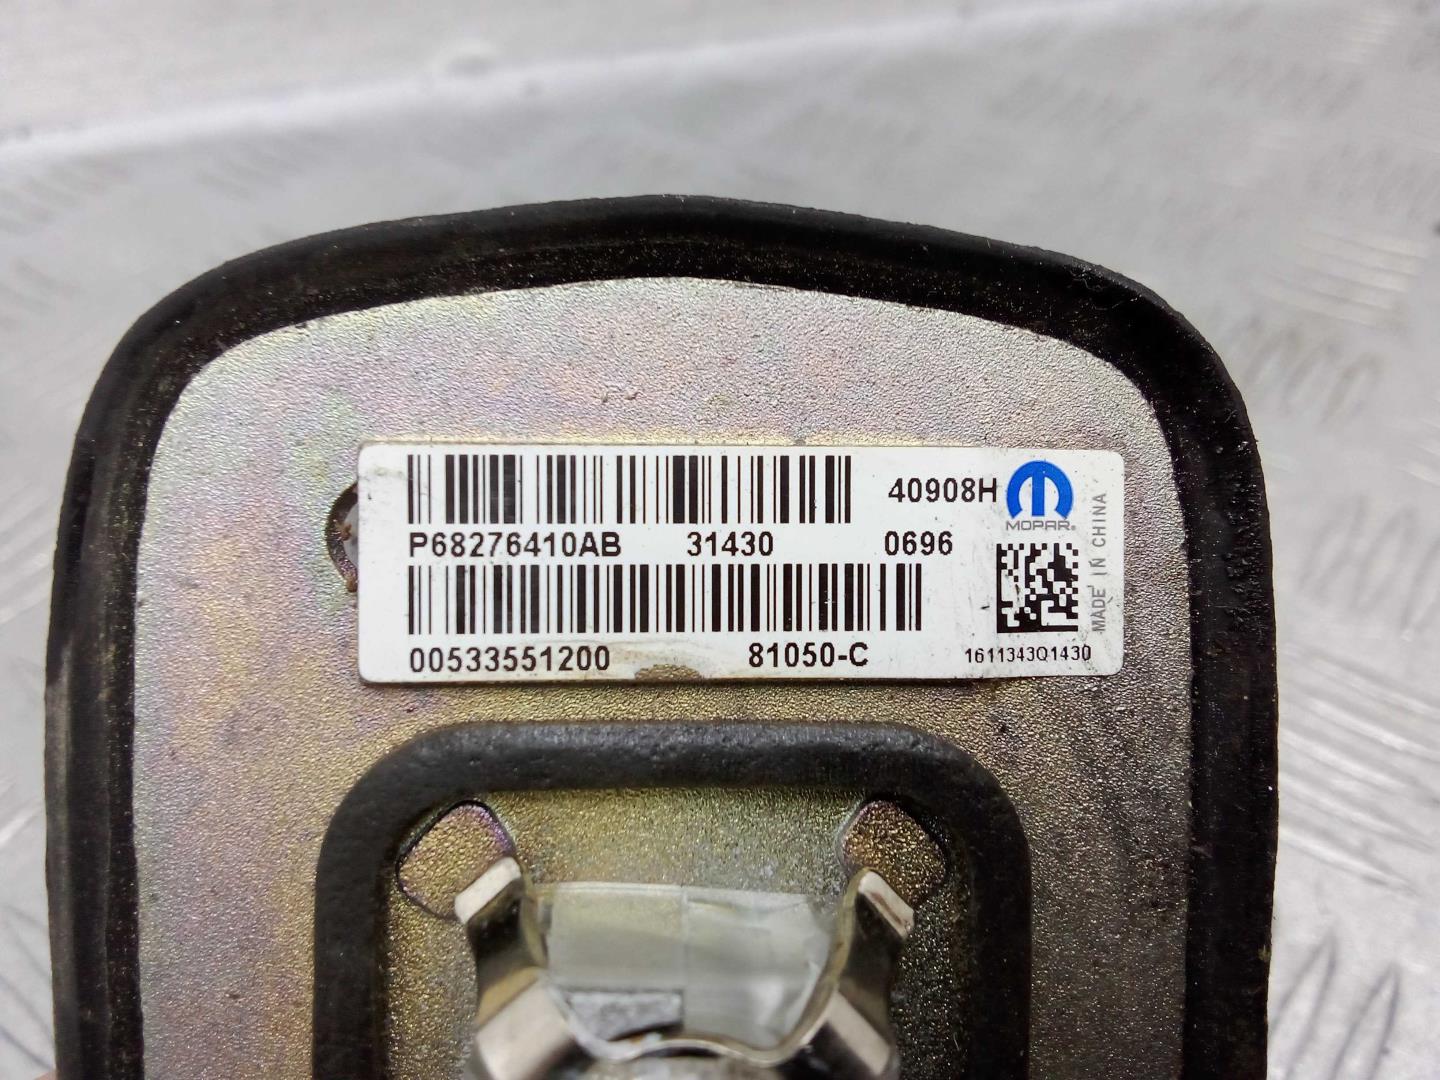 40908H
MOPAR®
P68276410AB 31430 0696
00533551200 81050-C
1611343Q1430
MADE IN CHINA